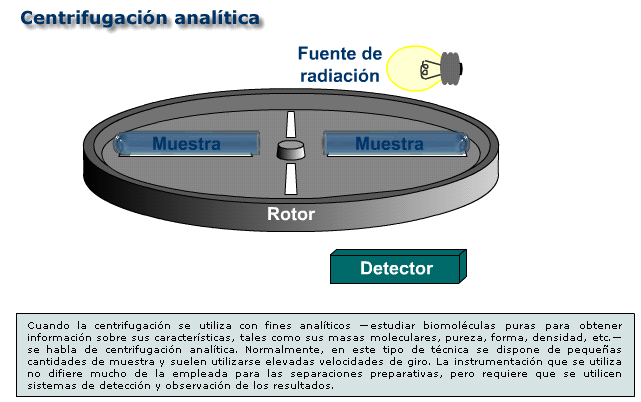 Centrifugación analítica
Fuente de
radiación
Muestra
Muestra
Rotor
Detector
Cuando la centrifugación se utiliza con fines analíticos —estudiar biomoléculas puras para obtener
información sobre sus características, tales como sus masas moleculares, pureza, forma, densidad, etc.—
se habla de centrifugación analítica. Normalmente, en este tipo de técnica se dispone de pequeñas
cantidades de muestra y suelen utilizarse elevadas velocidades de giro. La instrumentación que se utiliza
no difiere mucho de la empleada para las separaciones preparativas, pero requiere que se utilicen
sistemas de detección y observación de los resultados.